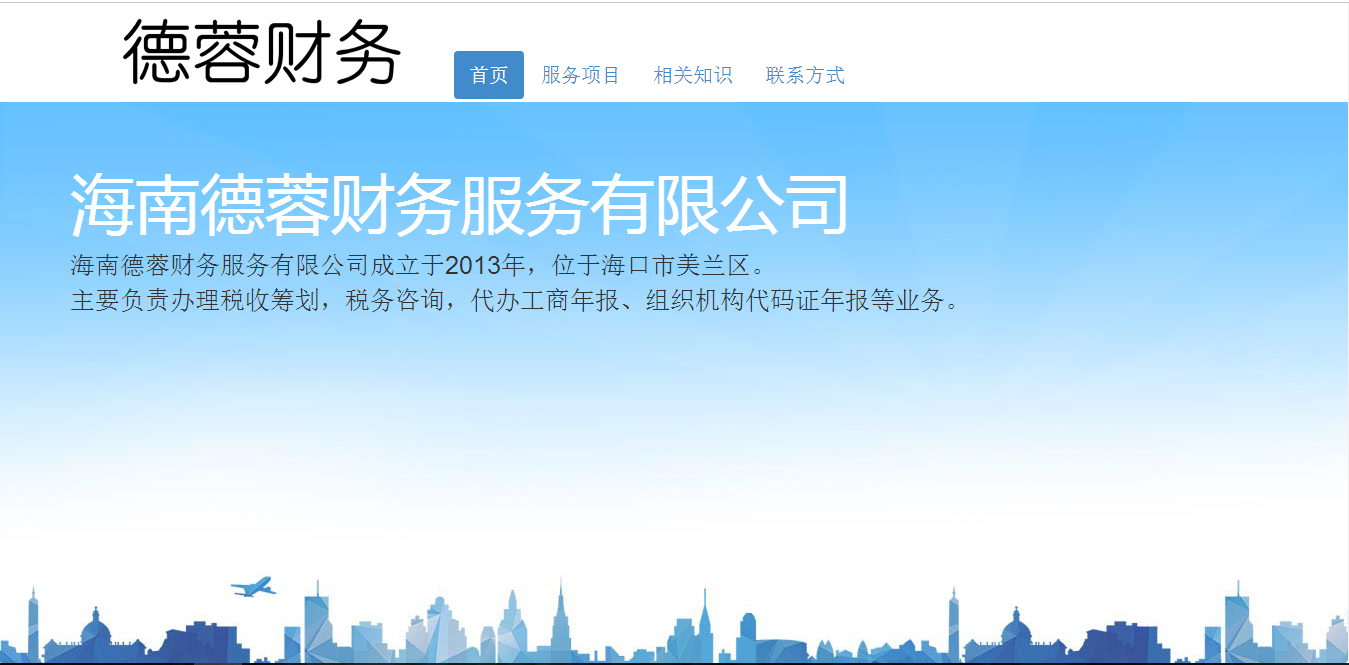 德蓉财务
首页 服务项目 相关知识 联系方式
海南德蓉财务服务有限公司
海南德蓉财务服务有限公司成立于2013年，位于海口市美兰区。
主要负责办理税收筹划，税务咨询，代办工商年报、组织机构代码证年报等业务。